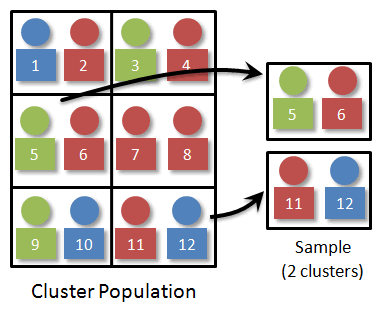 1 2 3 4
5 6 7 8
9 10 11 12
5 6
11 12
Sample
(2 clusters)
Cluster Population